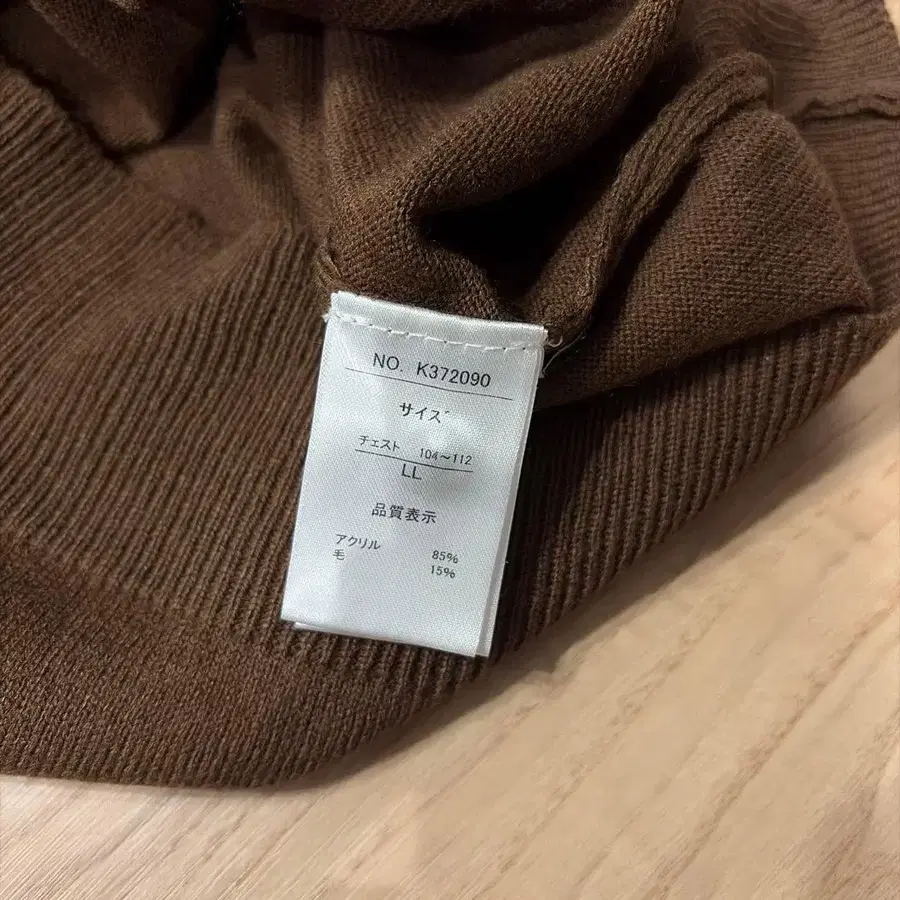 NO. K372090
サイズ
チェスト 104~112
LL
品質表示
アクリル 85%
毛 15%